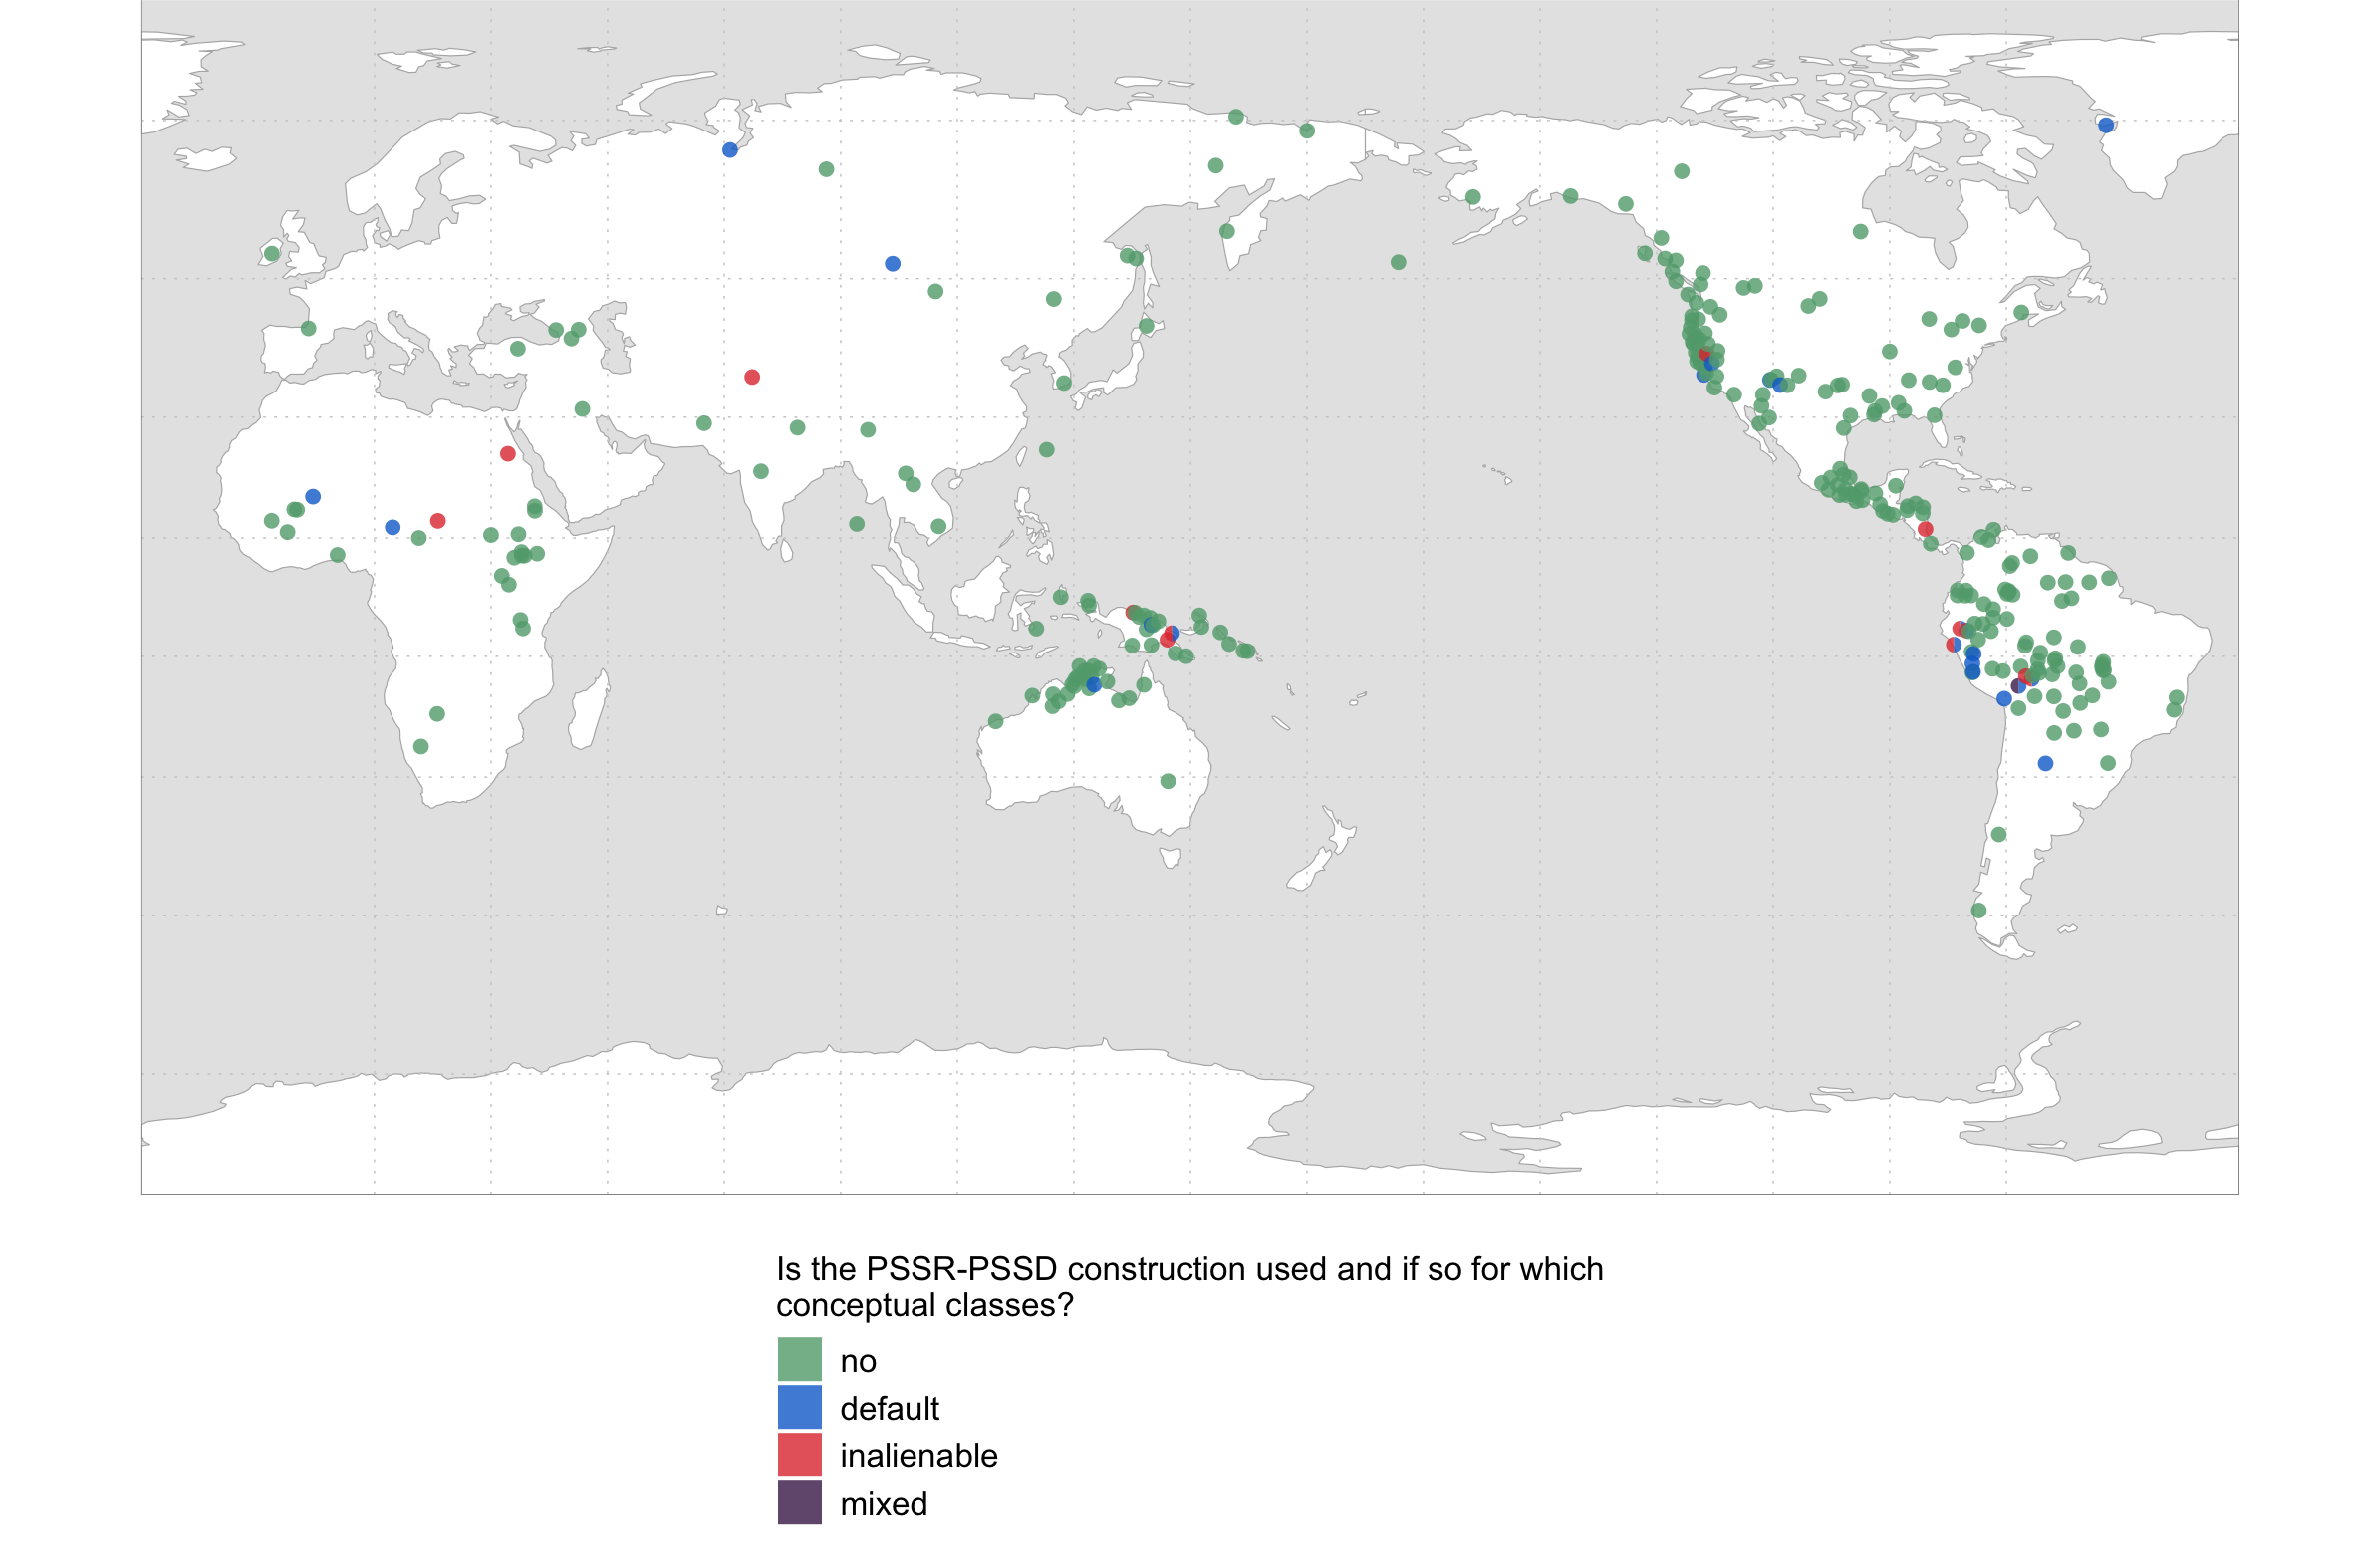 Is the PSSR-PSSD construction used and if so for which
conceptual classes?
no
default
inalienable
mixed